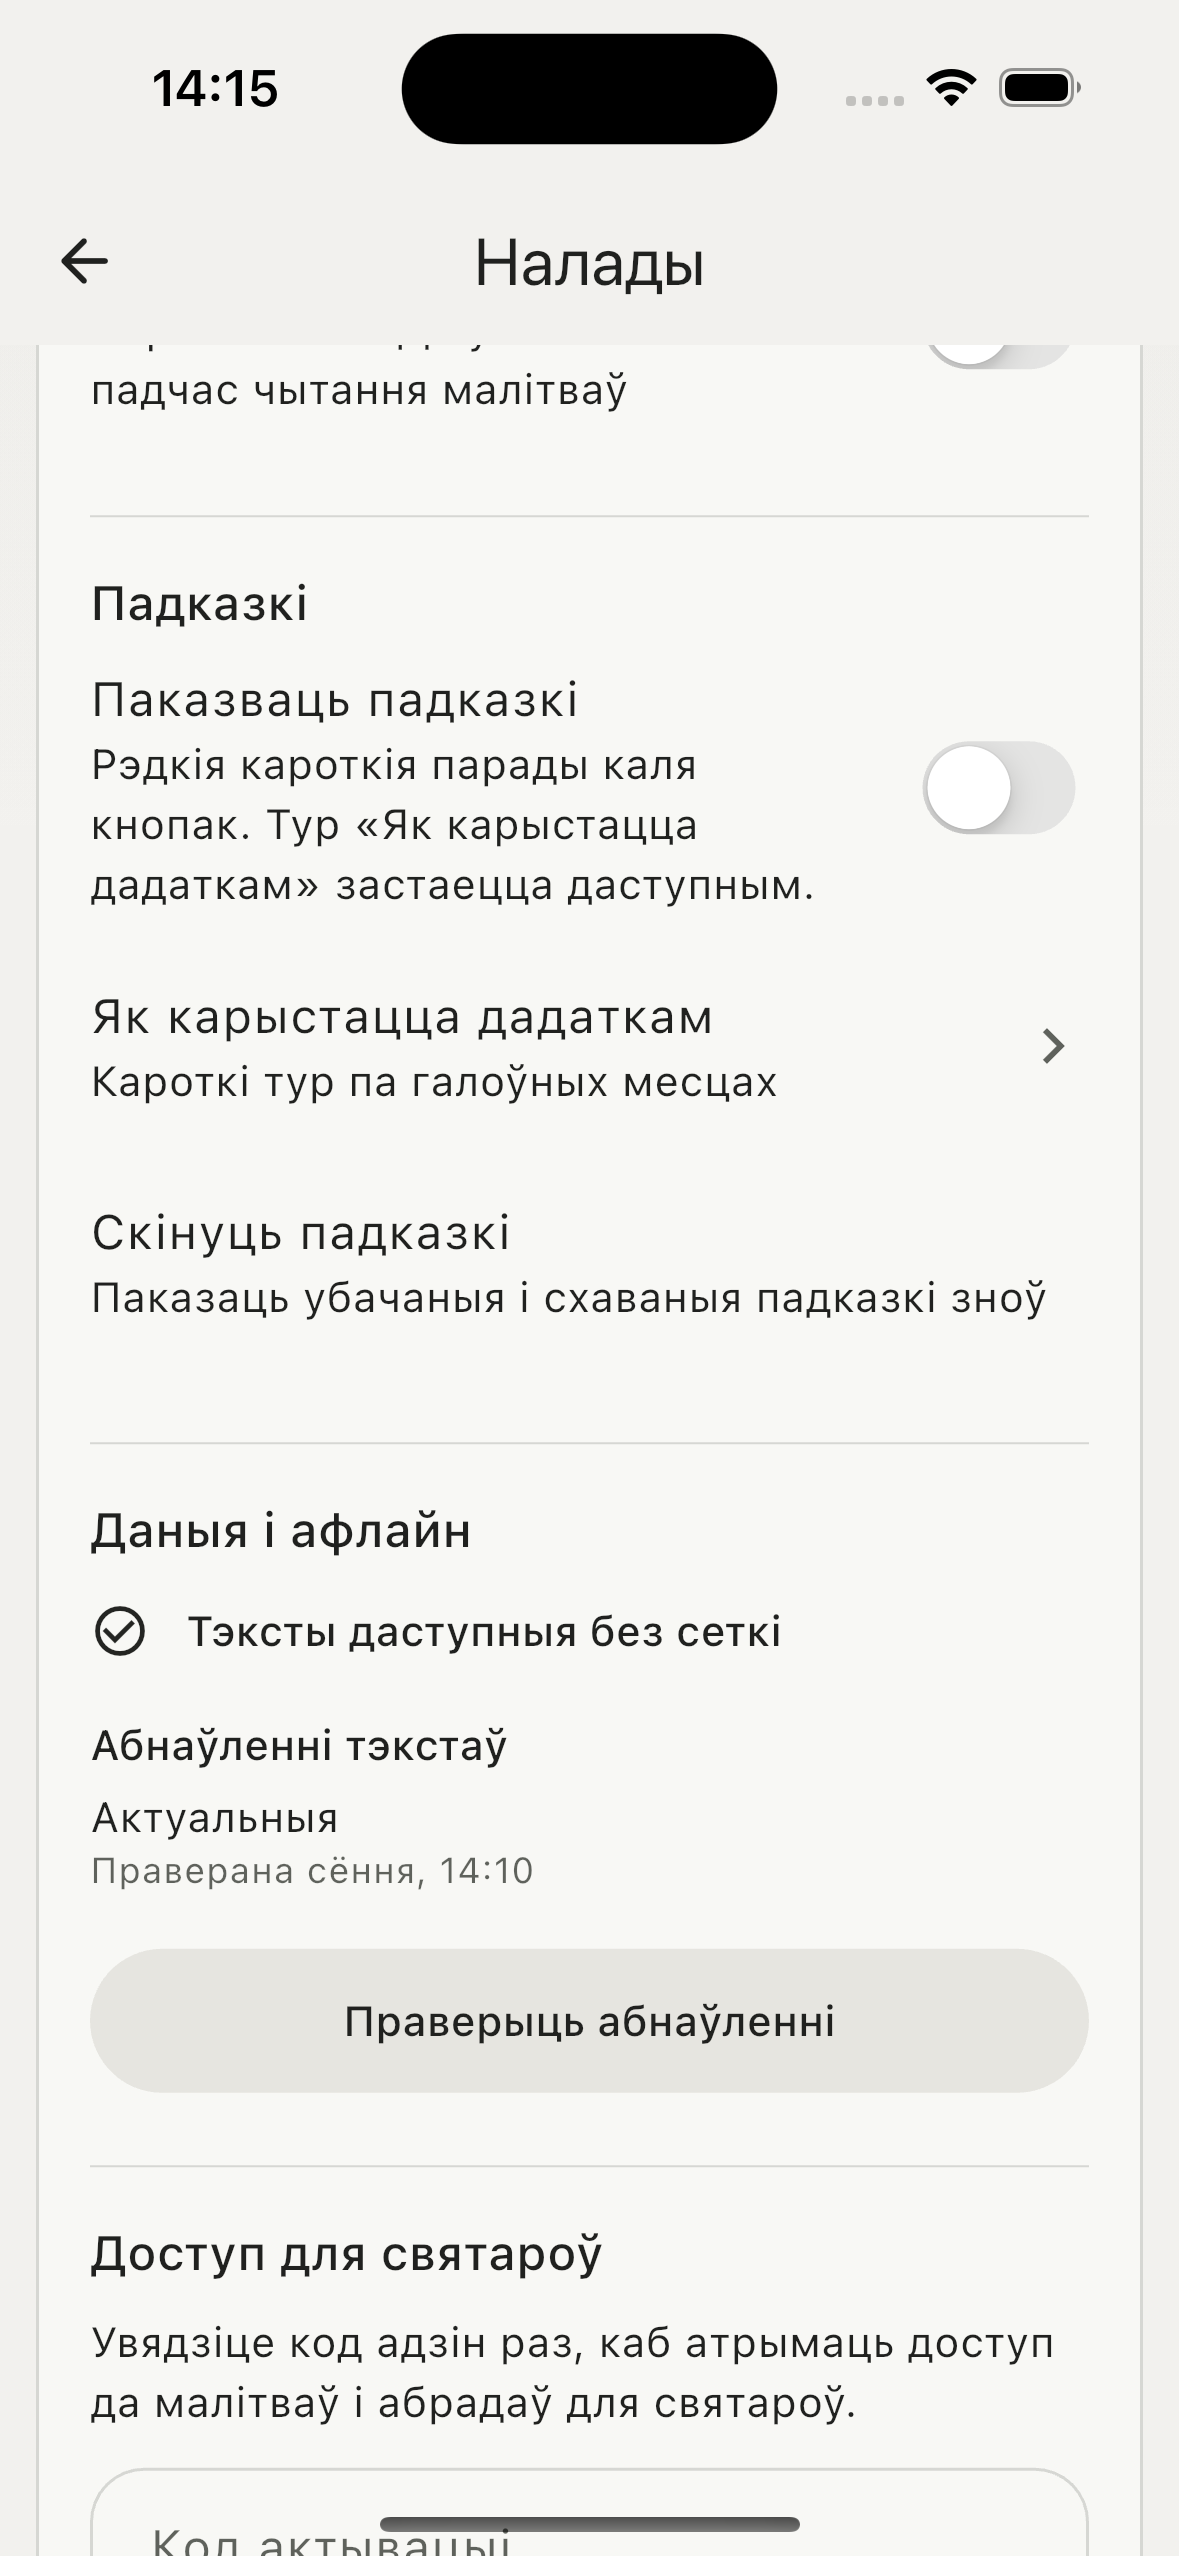 14:15
Налады
падчас чытання малітваў
Падказкі
Паказваць падказкі
Рэдкія кароткія парады каля
кнопак. Тур «Як карыстацца
дадаткам» застаецца даступным.
Як карыстацца дадаткам
Кароткі тур па галоўных месцах
Скінуць падказкі
Паказаць убачаныя і схаваныя падказкі зноў
Даныя і афлайн
Тэксты даступныя без сеткі
Абнаўленні тэкстаў
Актуальныя
Праверана сёння, 14:10
Праверыць абнаўленні
Доступ для святароў
Увядзіце код адзін раз, каб атрымаць доступ
да малітваў і абрадаў для святароў.
Код актывацыі